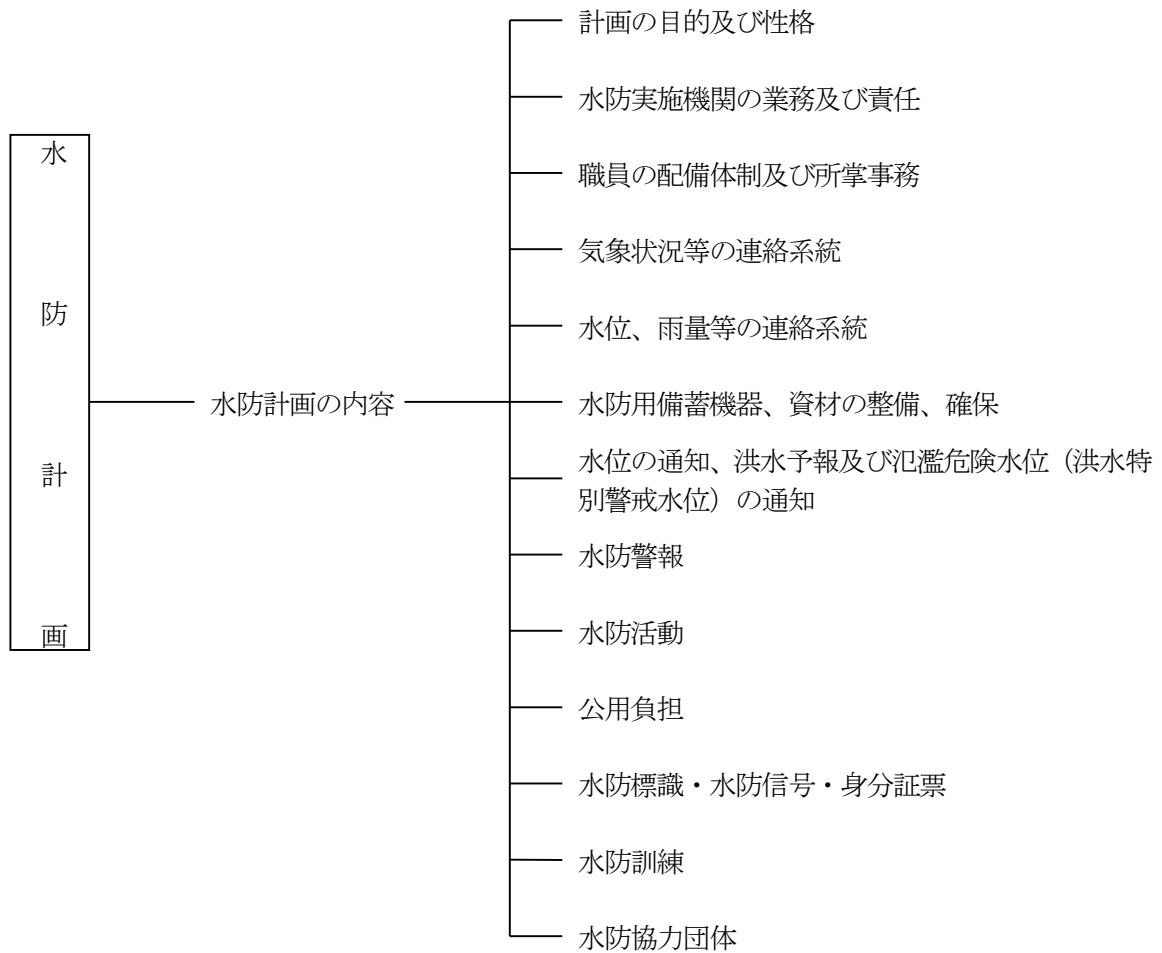 水防計画
水防計画の内容
計画の目的及び性格
水防実施機関の業務及び責任
職員の配備体制及び所掌事務
気象状況等の連絡系統
水位、雨量等の連絡系統
水防用備蓄機器、資材の整備、確保
水位の通知、洪水予報及び氾濫危険水位（洪水特
別警戒水位）の通知
水防警報
水防活動
公用負担
水防標識・水防信号・身分証票
水防訓練
水防協力団体